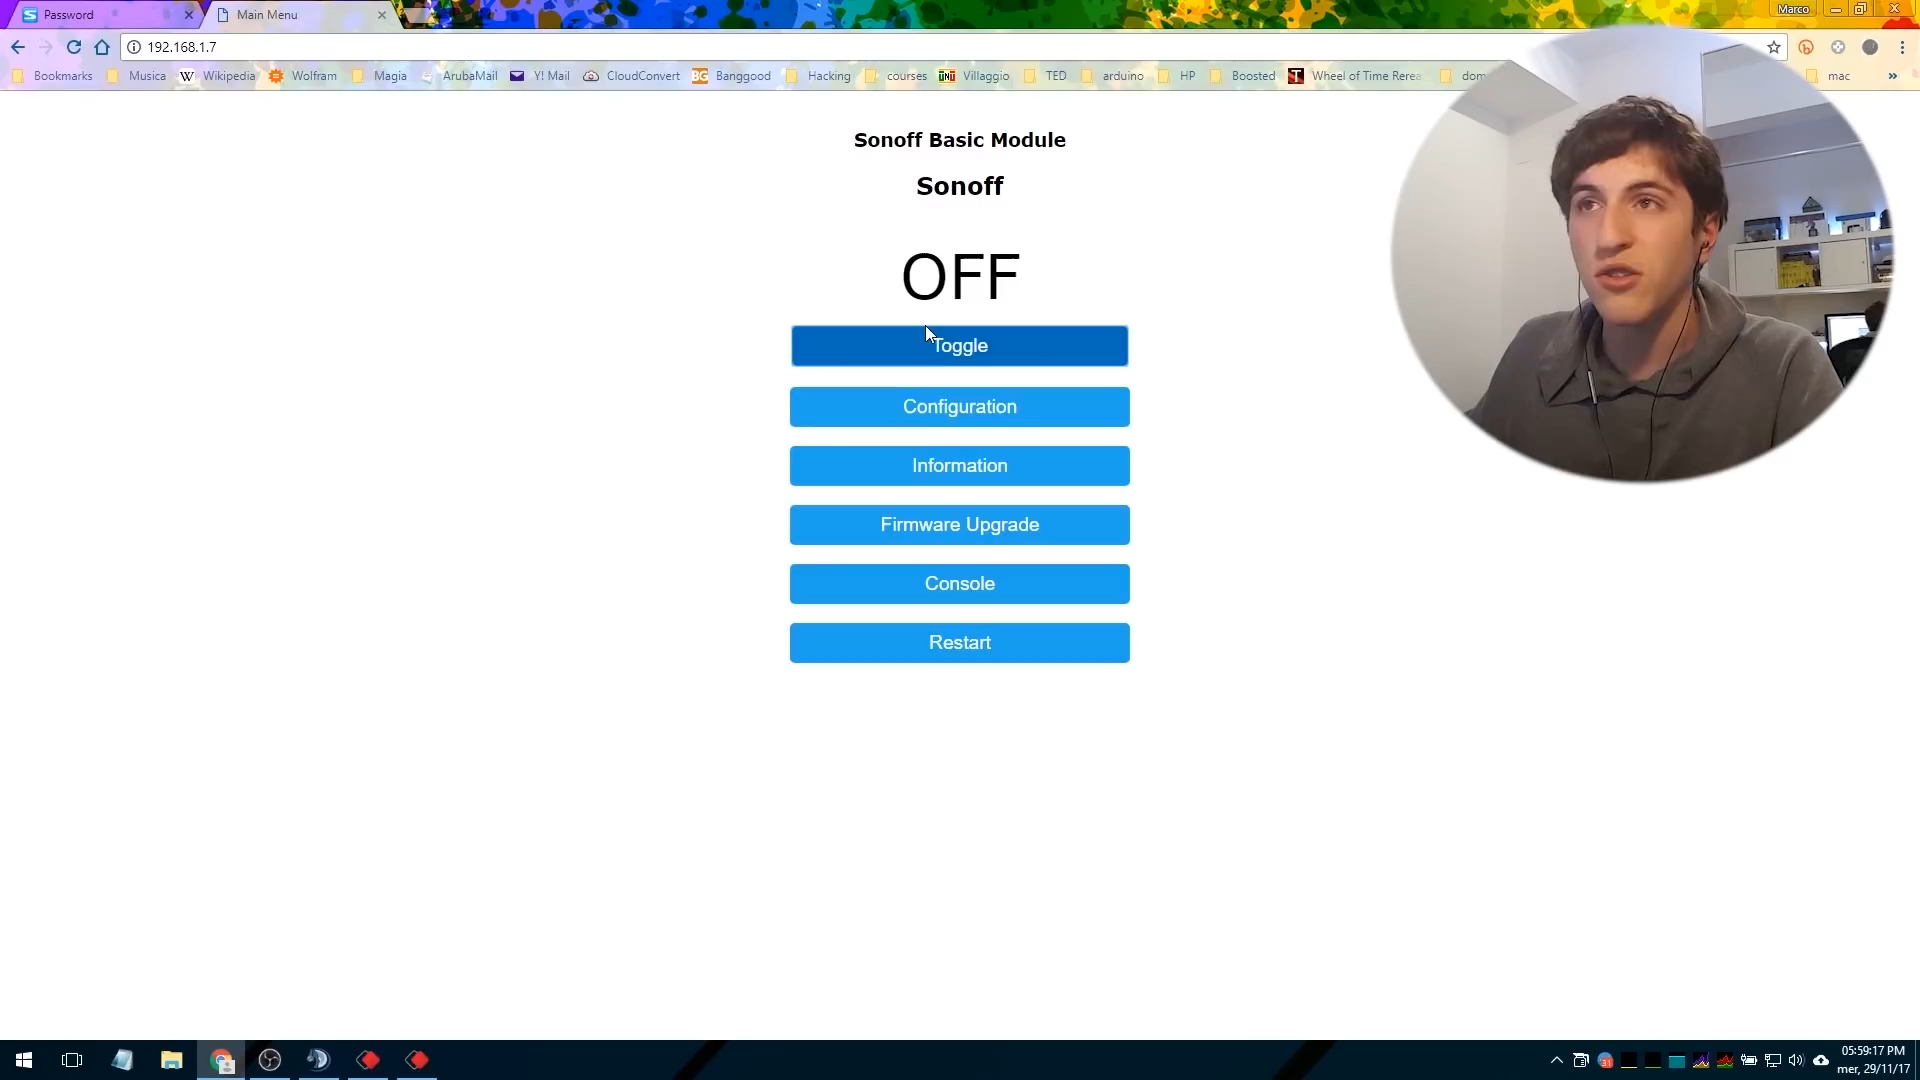 Password
Main Menu
Marco
192.168.1.7
Bookmarks Musica Wikipedia Wolfram Magia ArubaMail Y! Mail CloudConvert Banggood Hacking courses Villaggio TED arduino HP Boosted Wheel of Time Rerea mac »
Sonoff Basic Module
Sonoff
OFF
Toggle
Configuration
Information
Firmware Upgrade
Console
Restart
05:59:17 PM
mer, 29/11/17